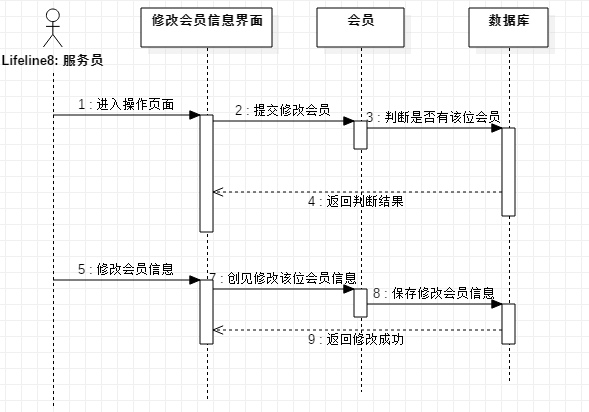 修改会员信息界面
会员
数据库
Lifeline8: 服务员
1 : 进入操作页面
2 : 提交修改会员
3 : 判断是否有该位会员
4 : 返回判断结果
5 : 修改会员信息
7 : 创见修改该位会员信息
8 : 保存修改会员信息
9 : 返回修改成功